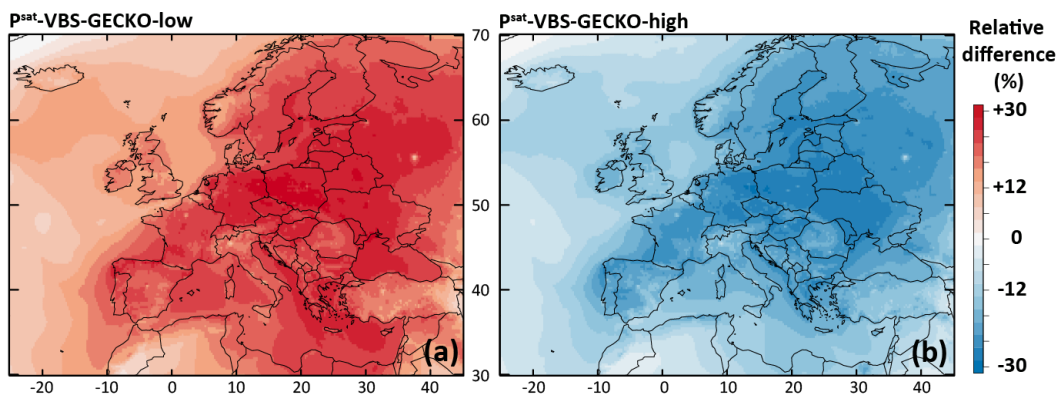 Pˢᵃᵗ-VBS-GECKO-low
Pˢᵃᵗ-VBS-GECKO-high
Relative
difference
(%)
70
60
50
40
30
+30
+12
0
-12
-30
(a)
(b)
-20 -10 0 10 20 30 40
-20 -10 0 10 20 30 40